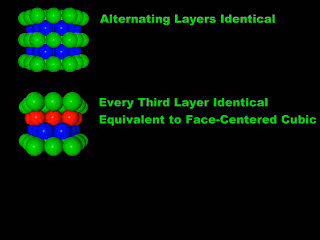 Alternating Layers Identical
Every Third Layer Identical
Equivalent to Face-Centered Cubic